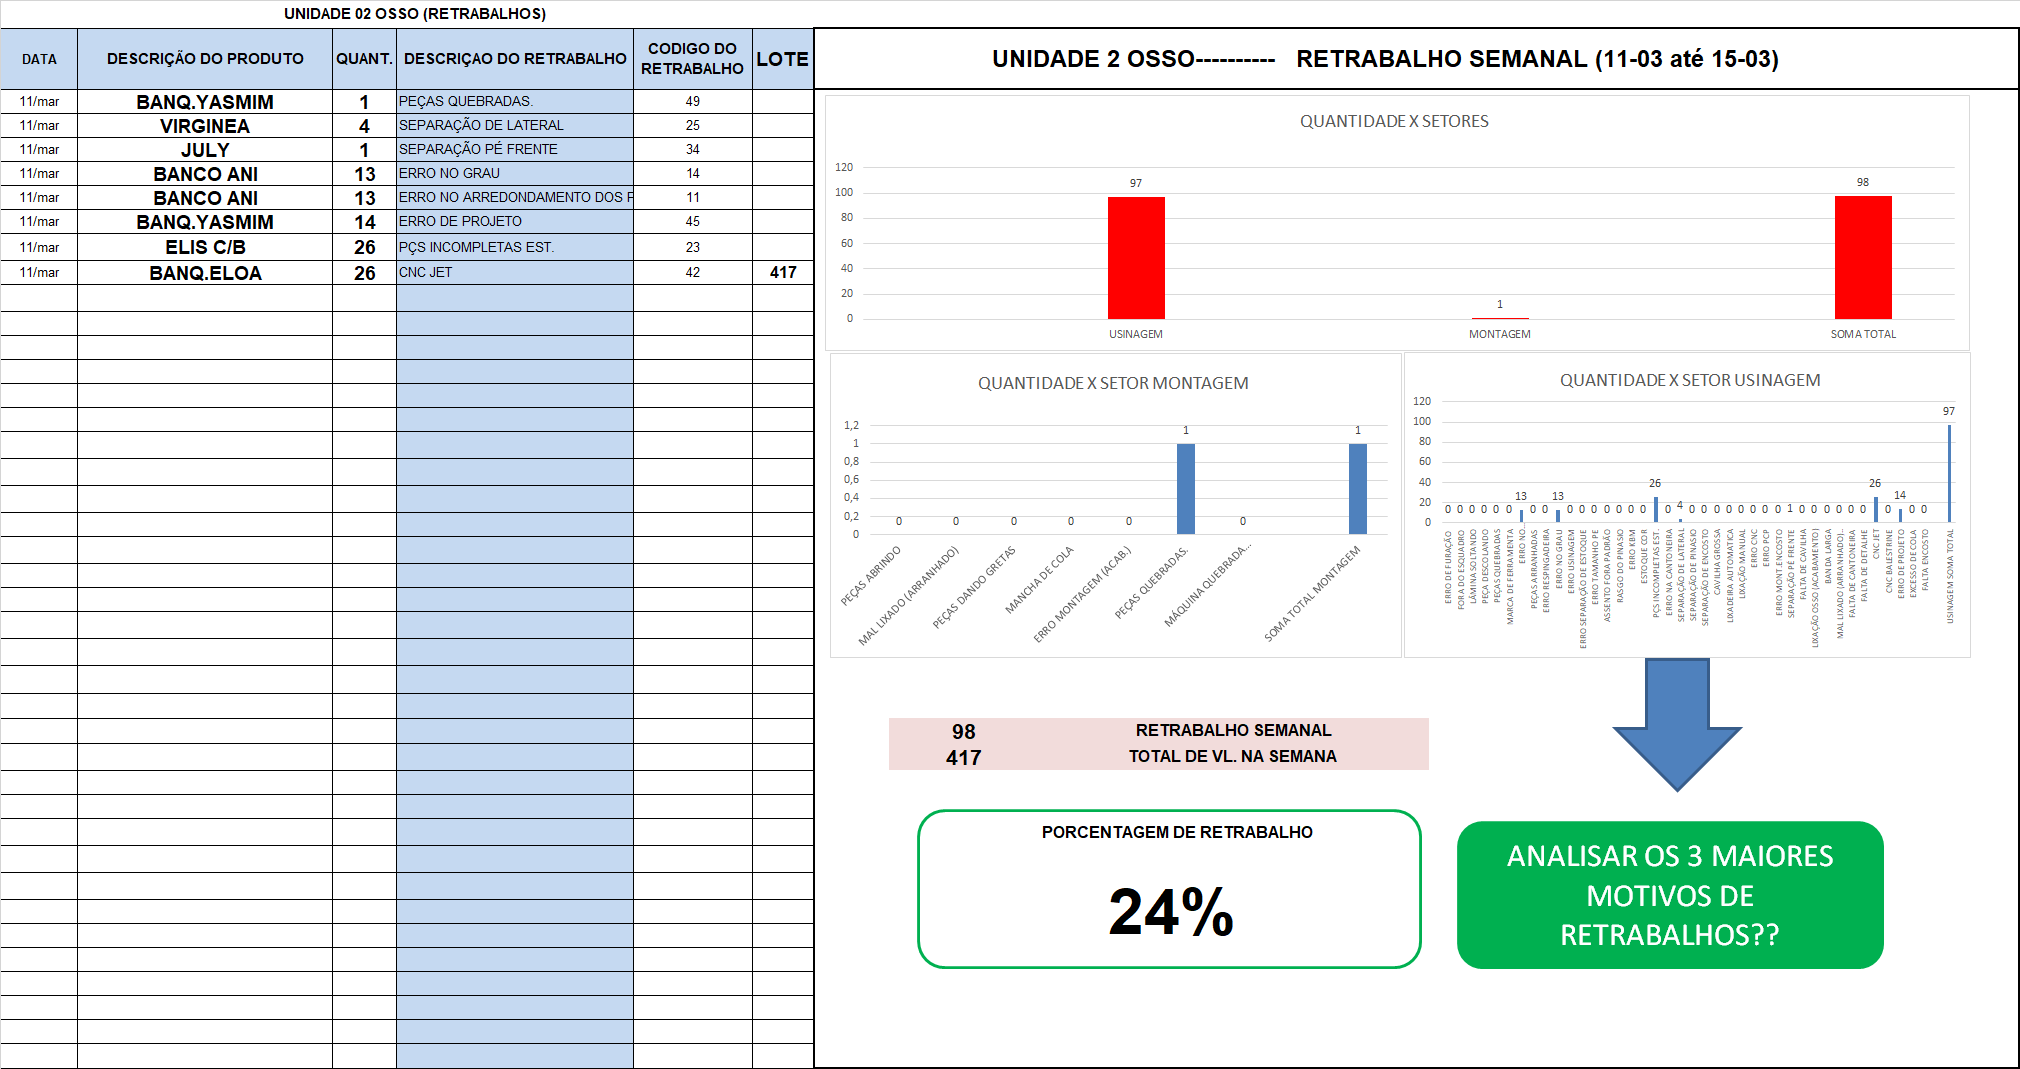 UNIDADE 02 OSSO (RETRABALHOS)
DATA DESCRIÇÃO DO PRODUTO QUANT. DESCRIÇAO DO RETRABALHO CODIGO DO RETRABALHO LOTE
11/mar BANQ.YASMIM 1 PEÇAS QUEBRADAS. 49
11/mar VIRGINEA 4 SEPARAÇÃO DE LATERAL 25
11/mar JULY 1 SEPARAÇÃO PÉ FRENTE 34
11/mar BANCO ANI 13 ERRO NO GRAU 14
11/mar BANCO ANI 13 ERRO NO ARREDONDAMENTO DOS 11
11/mar BANQ.YASMIM 14 ERRO DE PROJETO 45
11/mar ELIS C/B 26 PÇS INCOMPLETAS EST. 23
11/mar BANQ.ELOA 26 CNC JET 42 417
UNIDADE 2 OSSO---------- RETRABALHO SEMANAL (11-03 até 15-03)
QUANTIDADE X SETORES
120
100
80
60
40
20
0
97
1
98
USINAGEM
MONTAGEM
SOMA TOTAL
QUANTIDADE X SETOR MONTAGEM
1,2
1
0,8
0,6
0,4
0,2
0
0 0 0 0 0 1 0 1
PEÇAS ABRINDO
MAL LIXADO (ARRANHADO)
PEÇAS DANDO GRETAS
MANCHA DE COLA
ERRO MONTAGEM (ACAB.)
PEÇAS QUEBRADAS.
MÁQUINA QUEBRADA...
SOMA TOTAL MONTAGEM
QUANTIDADE X SETOR USINAGEM
120
100
80
60
40
20
0
0 0 0 0 0 0 13 0 0 13 0 0 0 0 0 0 0 26 0 4 0 0 0 0 0 0 0 0 1 0 0 0 0 0 0 26 0 14 0 0 97
ERRO DE FURAÇÃO
FORA DO ESQUADRO
LÂMINA SOLTANDO
PEÇA DESCOLANDO
PEÇAS QUEBRADAS
MARCA DE FERRAMENTA
ERRO NO...
PEÇAS ARRANHADAS
ERRO RESPINGADEIRA
ERRO NO GRAU
ERRO USINAGEM
ERRO SEPARAÇÃO DE ESTOQUE
ERRO TAMANHO PE
ASSENTO FORA PADRÃO
RASGO DO PINASIO
ERRO KBM
ESTOQUE COR
PÇS INCOMPLETAS EST.
ERRO NA CANTONEIRA
SEPARAÇÃO DE LATERAL
SEPARAÇÃO DE PINASIO
SEPARAÇÃO DE ENCOSTO
CAVILHA GROSSA
LIXADEIRA AUTOMATICA
LIXAÇÃO MANUAL
ERRO CNC
ERRO PCP
ERRO MONT.ENCOSTO
SEPARAÇÃO PÉ FRENTE
FALTA DE CAVILHA
LIXAÇÃO OSSO (ACABAMENTO)
BANDA LARGA
MAL LIXADO (ARRANHADO).
FALTA DE CANTONEIRA
FALTA DE DETALHE
CNC JET
CNC BALESTRINE
ERRO DE PROJETO
EXCESSO DE COLA
FALTA ENCOSTO
USINAGEM SOMA TOTAL
98 RETRABALHO SEMANAL
417 TOTAL DE VL. NA SEMANA
PORCENTAGEM DE RETRABALHO
24%
ANALISAR OS 3 MAIORES
MOTIVOS DE
RETRABALHOS??